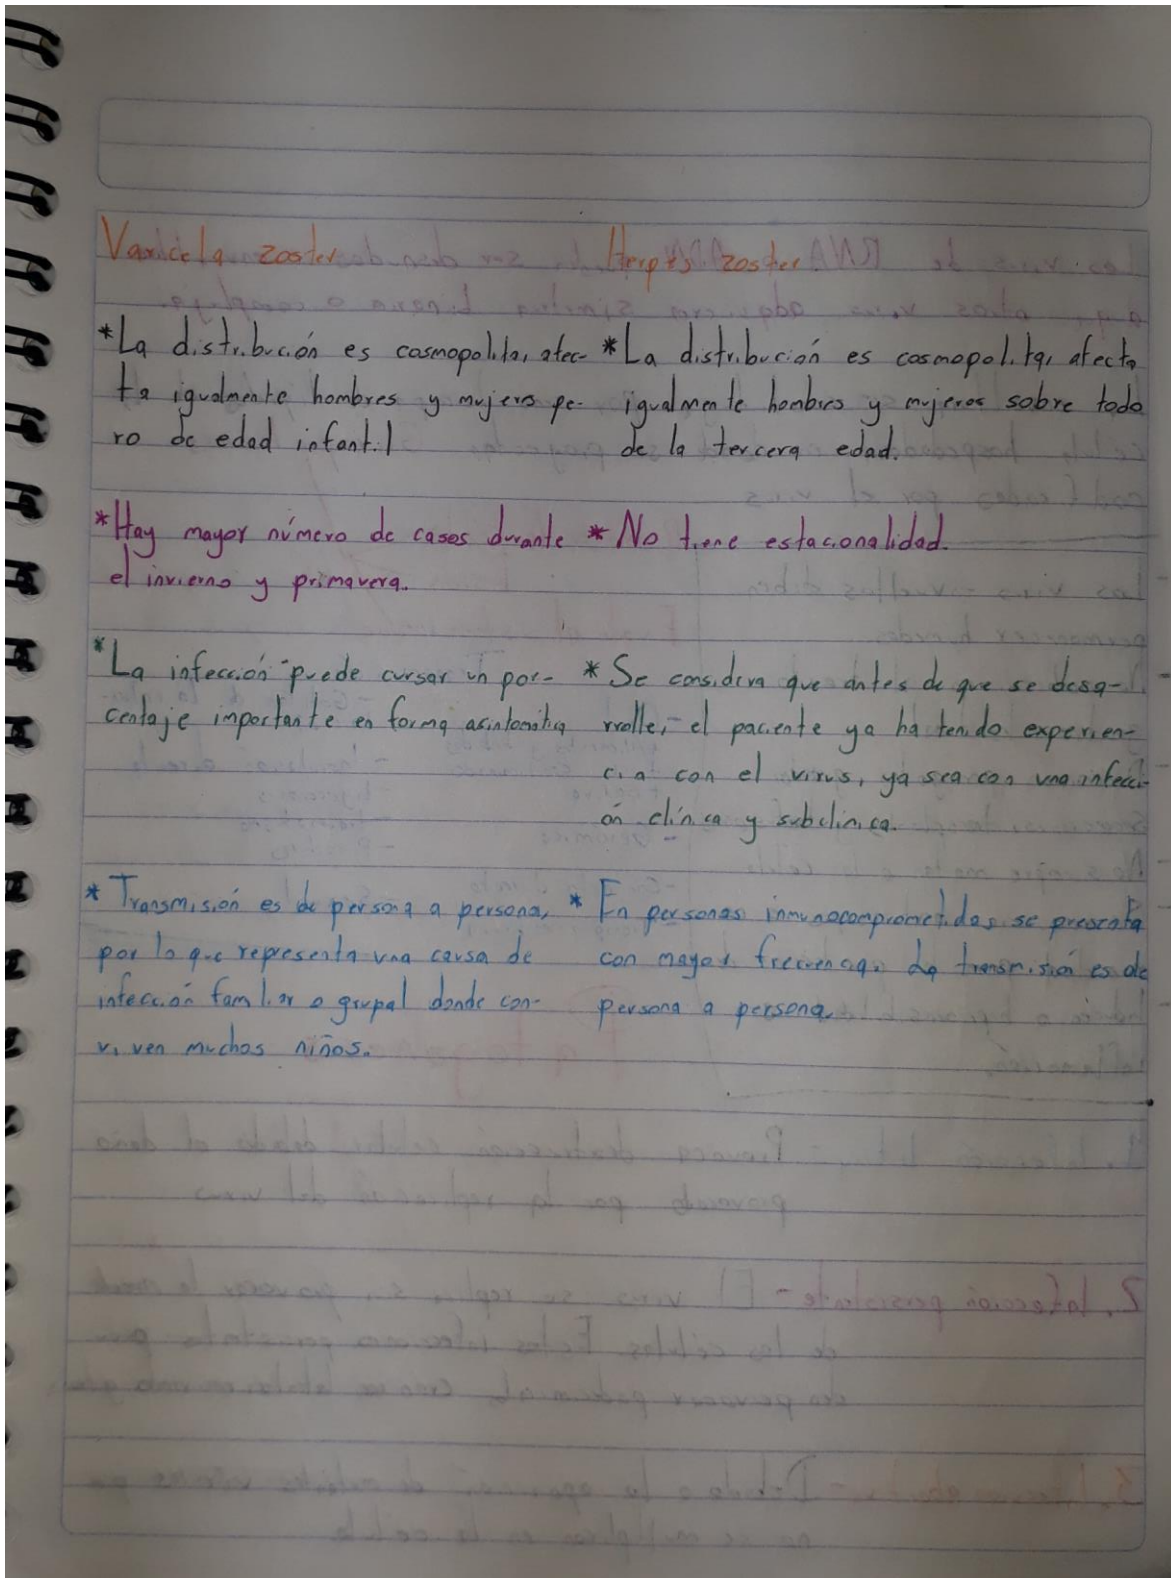 Varicela zoster
*La distribución es cosmopolita, afec-
ta igualmente hombres y mujeres pe-
ro de edad infantil
*Hay mayor número de casos durante
el invierno y primavera.
*La infección puede cursar un por-
centaje importante en forma asintomática
* Transmisión es de persona a persona,
por lo que representa una causa de
infección familiar o grupal donde con-
viven muchos niños.
Herpes zoster
*La distribución es cosmopolita, afecta
igualmente hombres y mujeres sobre todo
de la tercera edad.
* No tiene estacionalidad.
* Se considera que antes de que se desa-
rrolle, el paciente ya ha tenido experien-
cia con el virus, ya sea con una infecci-
ón clínica y subclínica.
* En personas inmunocomprometidas se presenta
con mayor frecuencia. La transmisión es de
persona a persona.